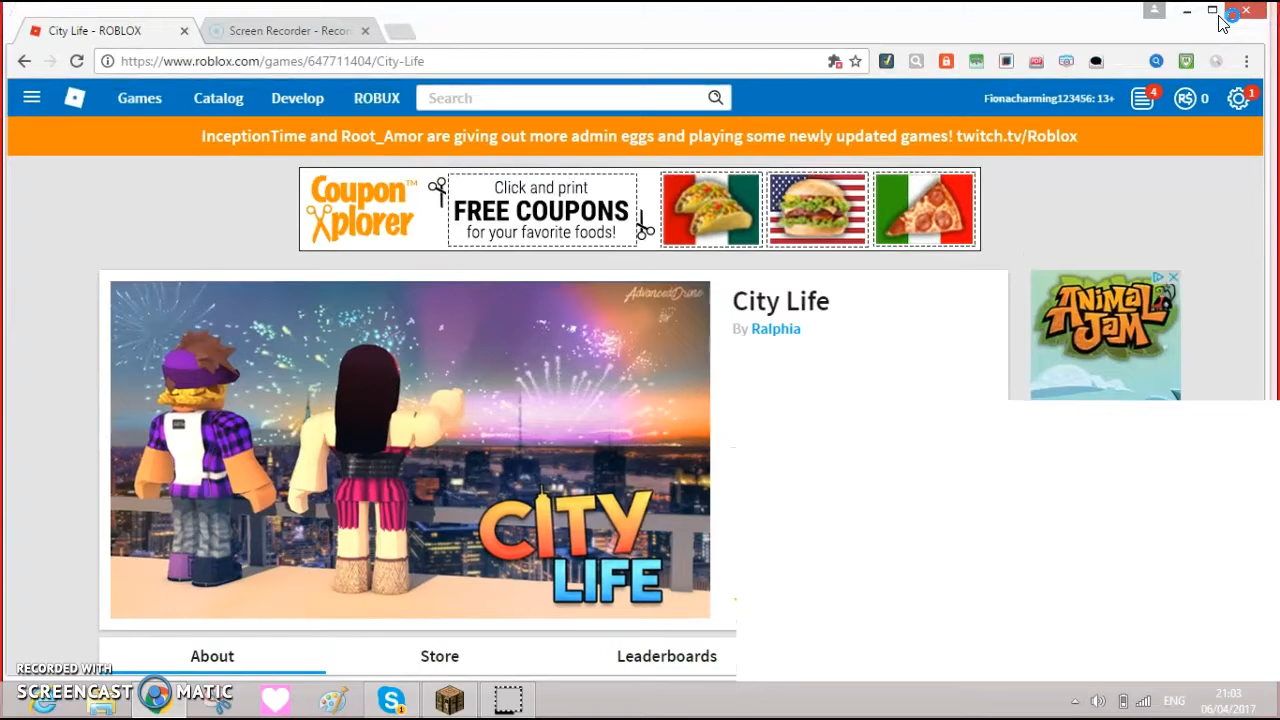 City Life - ROBLOX
Screen Recorder - Recor
https://www.roblox.com/games/647711404/City-Life
Games Catalog Develop ROBUX Search Fionacharming123456: 13+ 4 R$ 0 1
InceptionTime and Root_Amor are giving out more admin eggs and playing some newly updated games! twitch.tv/Roblox
Coupon™
Xplorer
Click and print
FREE COUPONS
for your favorite foods!
AdvancedDrone
CITY
LIFE
City Life
By Ralphia
ANIMAL
JAM
About Store Leaderboards
RECORDED WITH
SCREENCAST MATIC
ENG
21:03
06/04/2017